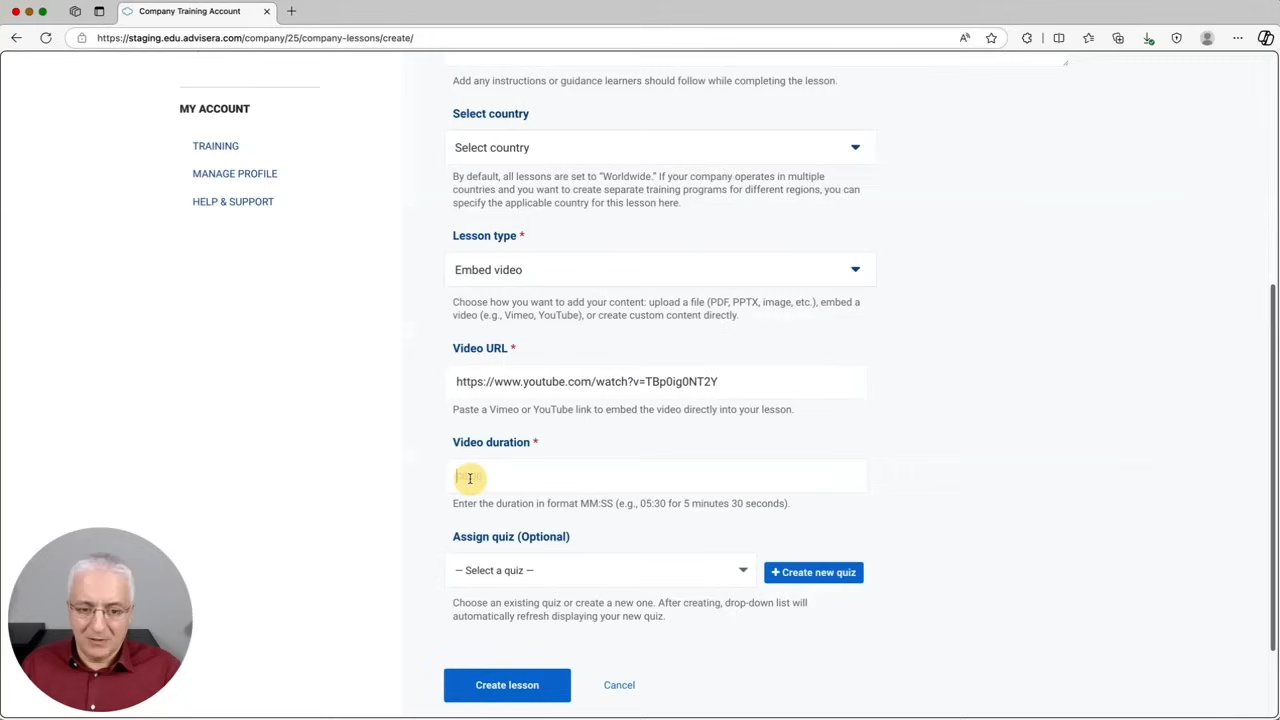 Company Training Account
https://staging.edu.advisera.com/company/25/company-lessons/create/
MY ACCOUNT
TRAINING
MANAGE PROFILE
HELP & SUPPORT
Add any instructions or guidance learners should follow while completing the lesson.
Select country
Select country
By default, all lessons are set to "Worldwide." If your company operates in multiple
countries and you want to create separate training programs for different regions, you can
specify the applicable country for this lesson here.
Lesson type *
Embed video
Choose how you want to add your content: upload a file (PDF, PPTX, image, etc.), embed a
video (e.g., Vimeo, YouTube), or create custom content directly.
Video URL *
https://www.youtube.com/watch?v=TBp0ig0NT2Y
Paste a Vimeo or YouTube link to embed the video directly into your lesson.
Video duration *
Enter the duration in format MM:SS (e.g., 05:30 for 5 minutes 30 seconds).
Assign quiz (Optional)
— Select a quiz —
+ Create new quiz
Choose an existing quiz or create a new one. After creating, drop-down list will
automatically refresh displaying your new quiz.
Create lesson
Cancel